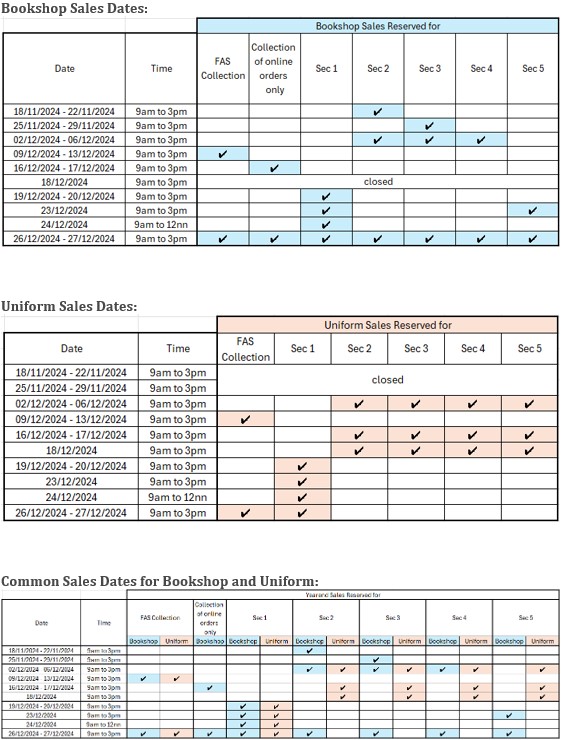 Bookshop Sales Dates:
Bookshop Sales Reserved for
Date Time FAS Collection Collection of online orders only Sec 1 Sec 2 Sec 3 Sec 4 Sec 5
18/11/2024 - 22/11/2024 9am to 3pm ✔
25/11/2024 - 29/11/2024 9am to 3pm ✔
02/12/2024 - 06/12/2024 9am to 3pm ✔ ✔ ✔
09/12/2024 - 13/12/2024 9am to 3pm ✔
16/12/2024 - 17/12/2024 9am to 3pm ✔
18/12/2024 9am to 3pm closed
19/12/2024 - 20/12/2024 9am to 3pm ✔
23/12/2024 9am to 3pm ✔ ✔
24/12/2024 9am to 12nn ✔
26/12/2024 - 27/12/2024 9am to 3pm ✔ ✔ ✔ ✔ ✔ ✔ ✔
Uniform Sales Dates:
Uniform Sales Reserved for
Date Time FAS Collection Sec 1 Sec 2 Sec 3 Sec 4 Sec 5
18/11/2024 - 22/11/2024 9am to 3pm
closed
25/11/2024 - 29/11/2024 9am to 3pm
02/12/2024 - 06/12/2024 9am to 3pm ✔ ✔ ✔ ✔
09/12/2024 - 13/12/2024 9am to 3pm ✔
16/12/2024 - 17/12/2024 9am to 3pm ✔ ✔ ✔ ✔
18/12/2024 9am to 3pm ✔ ✔ ✔ ✔
19/12/2024 - 20/12/2024 9am to 3pm ✔
23/12/2024 9am to 3pm ✔
24/12/2024 9am to 12nn ✔
26/12/2024 - 27/12/2024 9am to 3pm ✔ ✔
Common Sales Dates for Bookshop and Uniform:
Yearend Sales Reserved for
Date Time FAS Collection Collection of online orders only Sec 1 Sec 2 Sec 3 Sec 4 Sec 5
Bookshop Uniform Bookshop Bookshop Uniform Bookshop Uniform Bookshop Uniform Bookshop Uniform Bookshop Uniform
18/11/2024 - 22/11/2024 9am to 3pm ✔
25/11/2024 - 29/11/2024 9am to 3pm ✔
02/12/2024 06/12/2024 9am to 3pm ✔ ✔ ✔ ✔ ✔ ✔ ✔
09/12/2024 13/12/2024 9am to 3pm ✔ ✔
16/12/2024 17/12/2024 9am to 3pm ✔
18/12/2024 9am to 3pm ✔ ✔ ✔ ✔
19/12/2024 - 20/12/2024 9am to 3pm ✔ ✔
23/12/2024 9am to 3pm ✔ ✔ ✔
24/12/2024 9am to 12nn ✔ ✔
26/12/2024 - 27/12/2024 9am to 3pm ✔ ✔ ✔ ✔ ✔ ✔ ✔ ✔ ✔